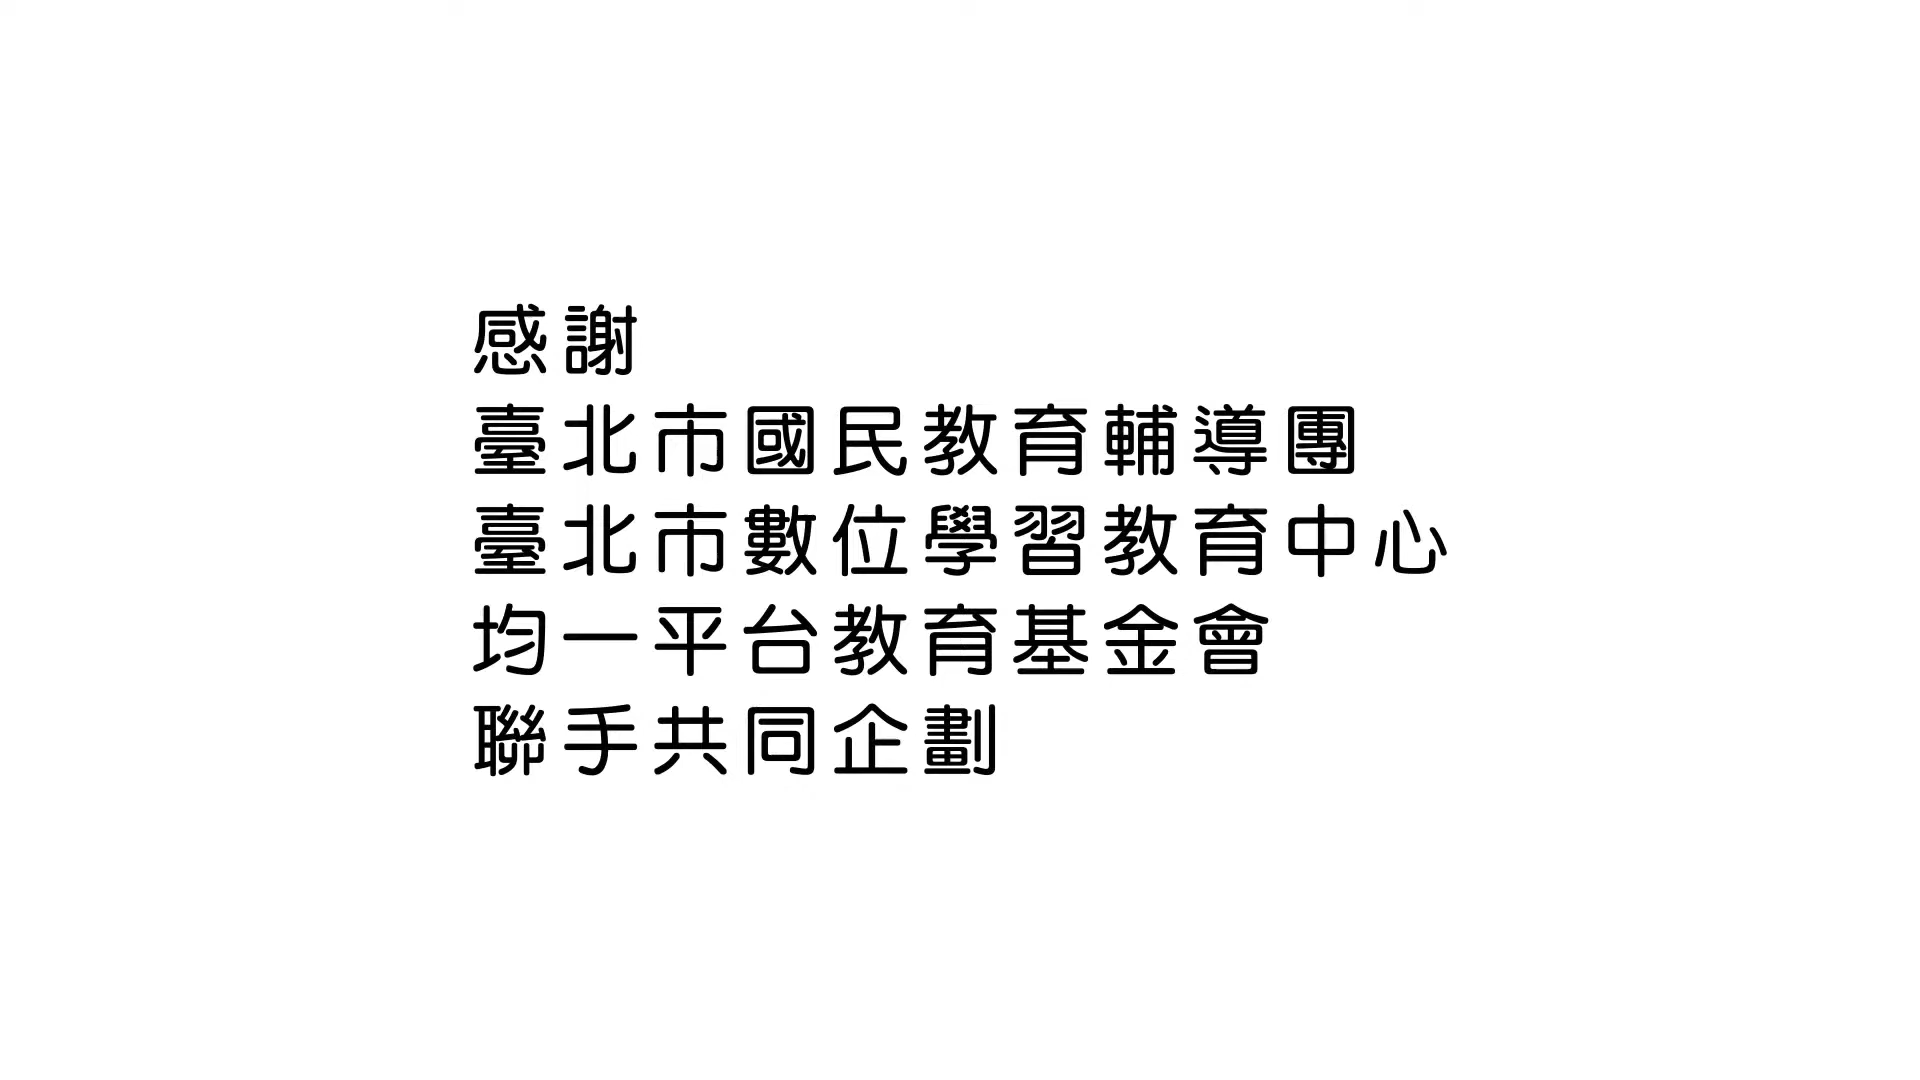 感謝
臺北市國民教育輔導團
臺北市數位學習教育中心
均一平台教育基金會
聯手共同企劃